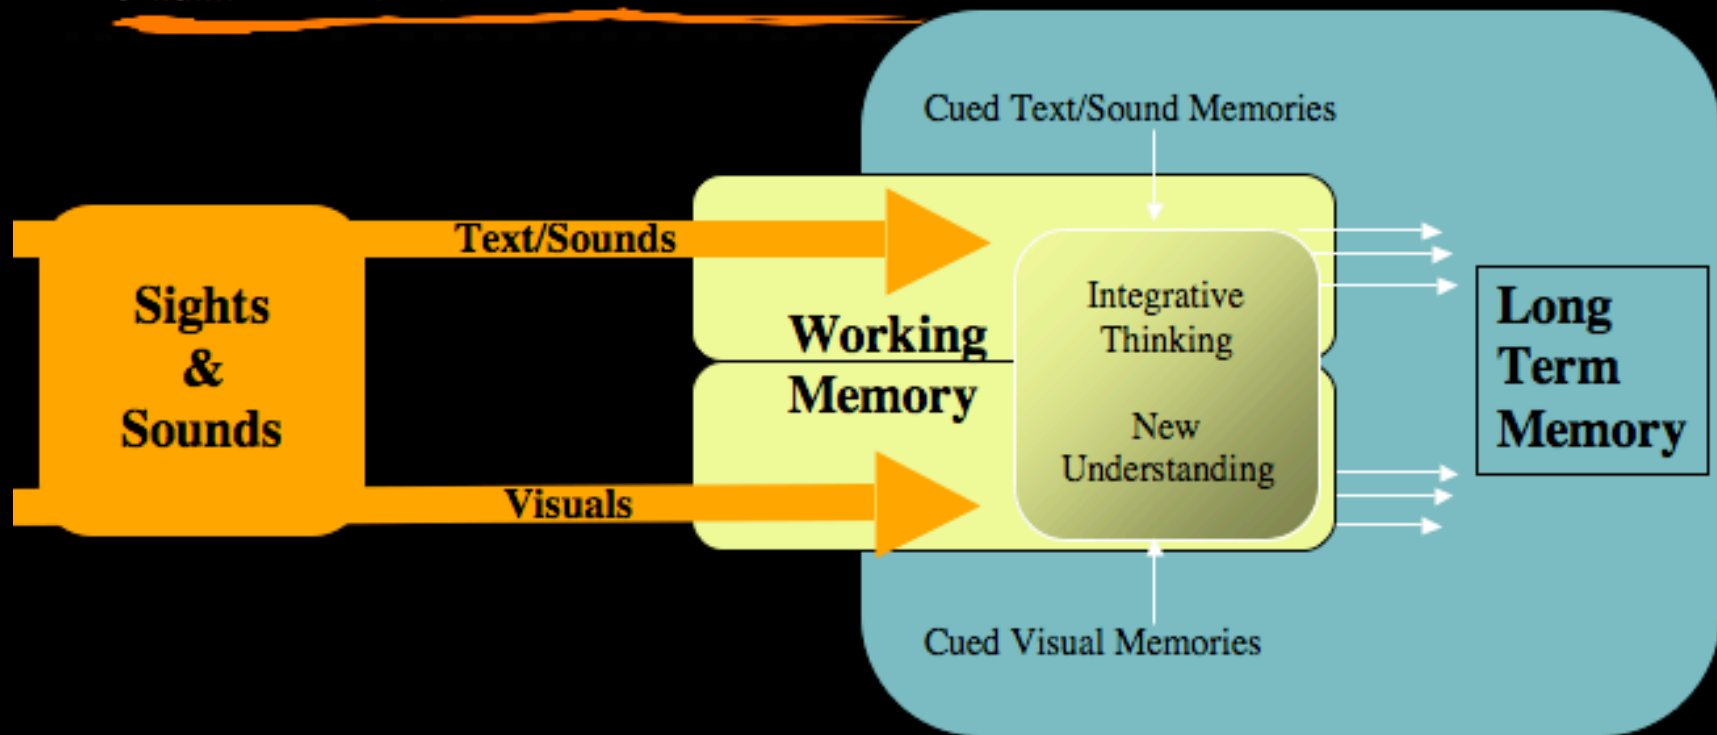 Cued Text/Sound Memories
Text/Sounds
Sights
&
Sounds
Working
Memory
Integrative
Thinking
New
Understanding
Long
Term
Memory
Visuals
Cued Visual Memories